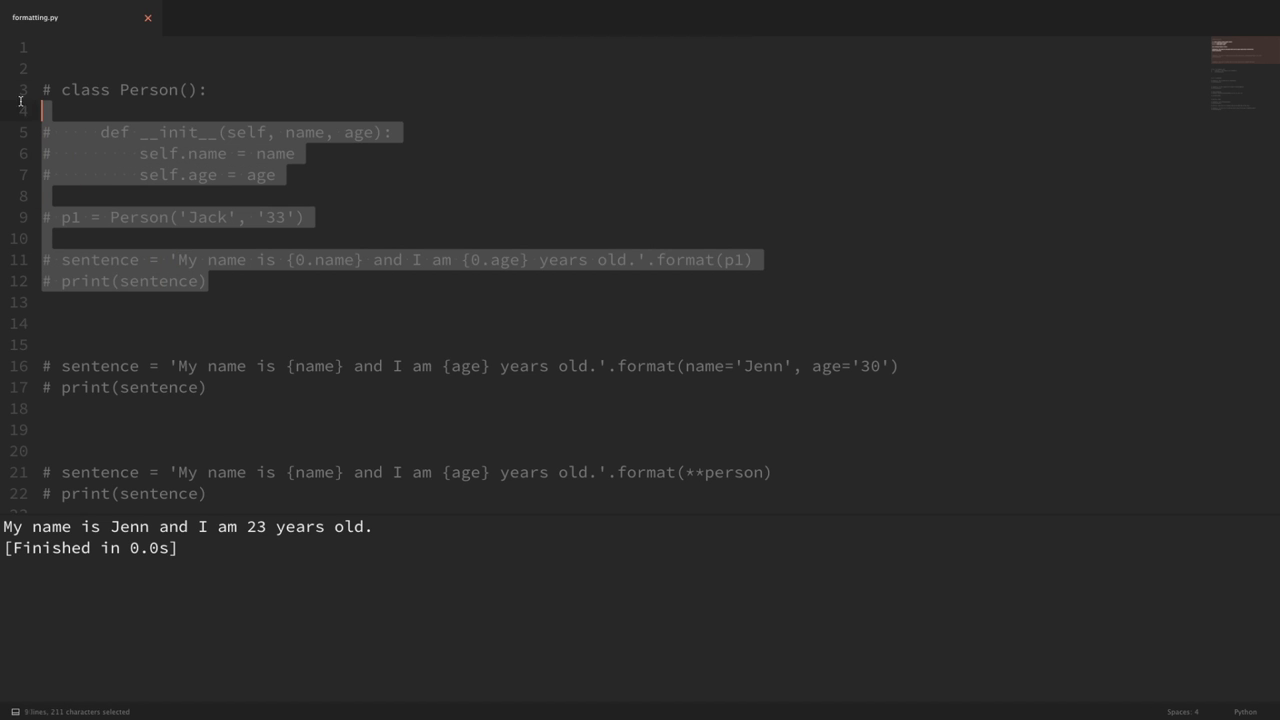 formatting.py
1
2
3 # class Person():
4
5 #     def __init__(self, name, age):
6 #         self.name = name
7 #         self.age = age
8
9 # p1 = Person('Jack', '33')
10
11 # sentence = 'My name is {0.name} and I am {0.age} years old.'.format(p1)
12 # print(sentence)
13
14
15
16 # sentence = 'My name is {name} and I am {age} years old.'.format(name='Jenn', age='30')
17 # print(sentence)
18
19
20
21 # sentence = 'My name is {name} and I am {age} years old.'.format(**person)
22 # print(sentence)
My name is Jenn and I am 23 years old.
[Finished in 0.0s]
9 lines, 211 characters selected
Spaces: 4
Python